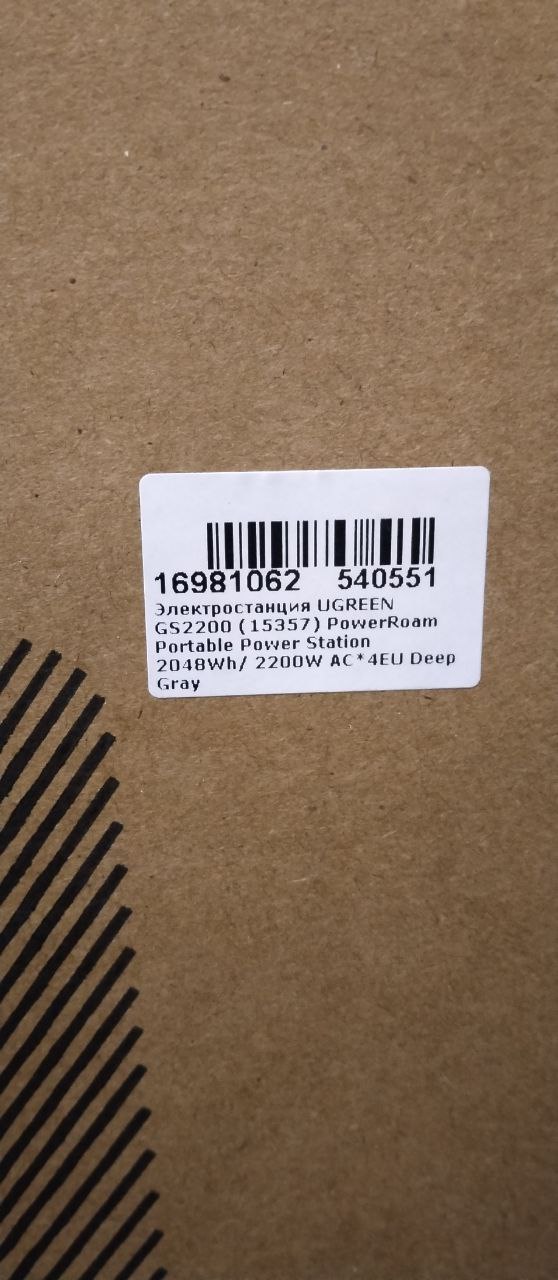 16981062 540551
Электростанция UGREEN
GS2200 (15357) PowerRoam
Portable Power Station
2048Wh/ 2200W AC*4EU Deep
Gray